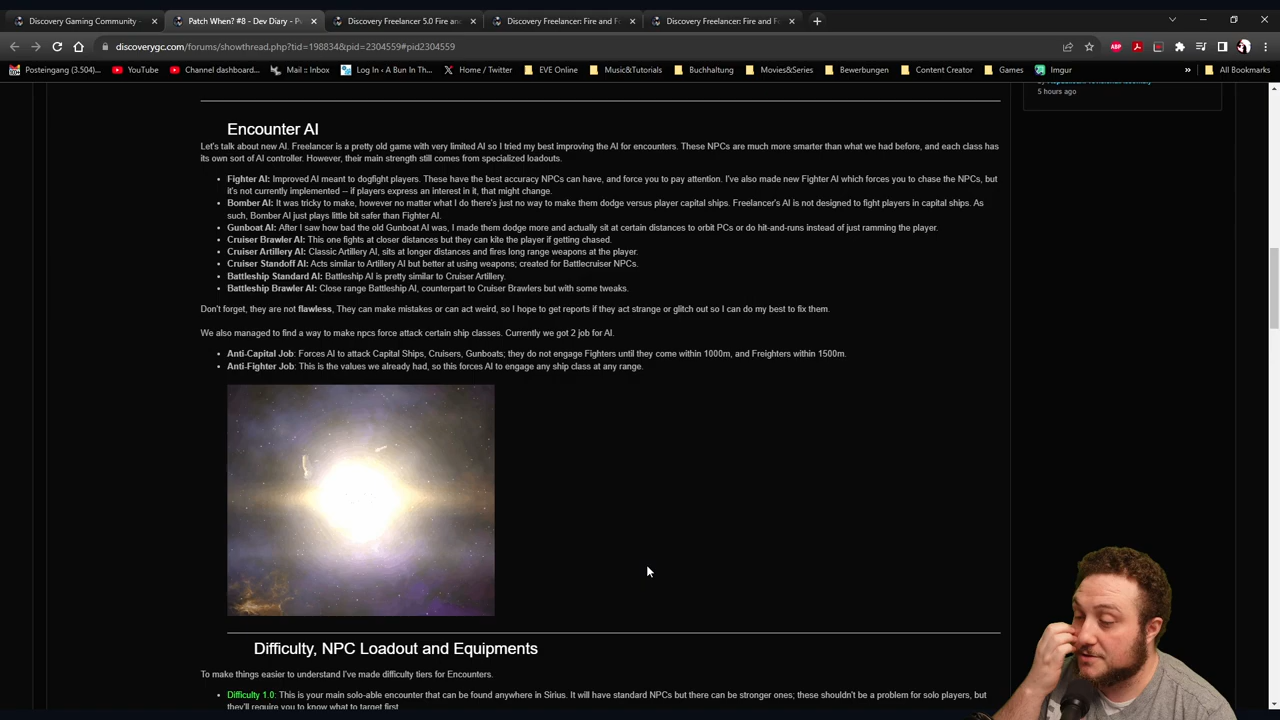 Discovery Gaming Community -
Patch When? #8 - Dev Diary - P
Discovery Freelancer 5.0 Fire and
Discovery Freelancer: Fire and F
Discovery Freelancer: Fire and F
discoverygc.com/forums/showthread.php?tid=198834&pid=2304559#pid2304559
Posteingang (3.504)...
YouTube
Channel dashboard...
Mail :: Inbox
Log In ‹ A Bun In Th...
Home / Twitter
EVE Online
Music&Tutorials
Buchhaltung
Movies&Series
Bewerbungen
Content Creator
Games
Imgur
»
All Bookmarks
5 hours ago
Encounter AI
Let's talk about new AI. Freelancer is a pretty old game with very limited AI so I tried my best improving the AI for encounters. These NPCs are much more smarter than what we had before, and each class has
its own sort of AI controller. However, their main strength still comes from specialized loadouts.
• Fighter AI: Improved AI meant to dogfight players. These have the best accuracy NPCs can have, and force you to pay attention. I've also made new Fighter AI which forces you to chase the NPCs, but
it's not currently implemented -- if players express an interest in it, that might change.
• Bomber AI: It was tricky to make, however no matter what I do there's just no way to make them dodge versus player capital ships. Freelancer's AI is not designed to fight players in capital ships. As
such, Bomber AI just plays little bit safer than Fighter AI.
• Gunboat AI: After I saw how bad the old Gunboat AI was, I made them dodge more and actually sit at certain distances to orbit PCs or do hit-and-runs instead of just ramming the player.
• Cruiser Brawler AI: This one fights at closer distances but they can kite the player if getting chased.
• Cruiser Artillery AI: Classic Artillery AI, sits at longer distances and fires long range weapons at the player.
• Cruiser Standoff AI: Acts similar to Artillery AI but better at using weapons; created for Battlecruiser NPCs.
• Battleship Standard AI: Battleship AI is pretty similar to Cruiser Artillery.
• Battleship Brawler AI: Close range Battleship AI, counterpart to Cruiser Brawlers but with some tweaks.
Don't forget, they are not flawless, They can make mistakes or can act weird, so I hope to get reports if they act strange or glitch out so I can do my best to fix them.
We also managed to find a way to make npcs force attack certain ship classes. Currently we got 2 job for AI.
• Anti-Capital Job: Forces AI to attack Capital Ships, Cruisers, Gunboats; they do not engage Fighters until they come within 1000m, and Freighters within 1500m.
• Anti-Fighter Job: This is the values we already had, so this forces AI to engage any ship class at any range.
Difficulty, NPC Loadout and Equipments
To make things easier to understand I've made difficulty tiers for Encounters.
• Difficulty 1.0: This is your main solo-able encounter that can be found anywhere in Sirius. It will have standard NPCs but there can be stronger ones; these shouldn't be a problem for solo players, but
they'll require you to know what to target first